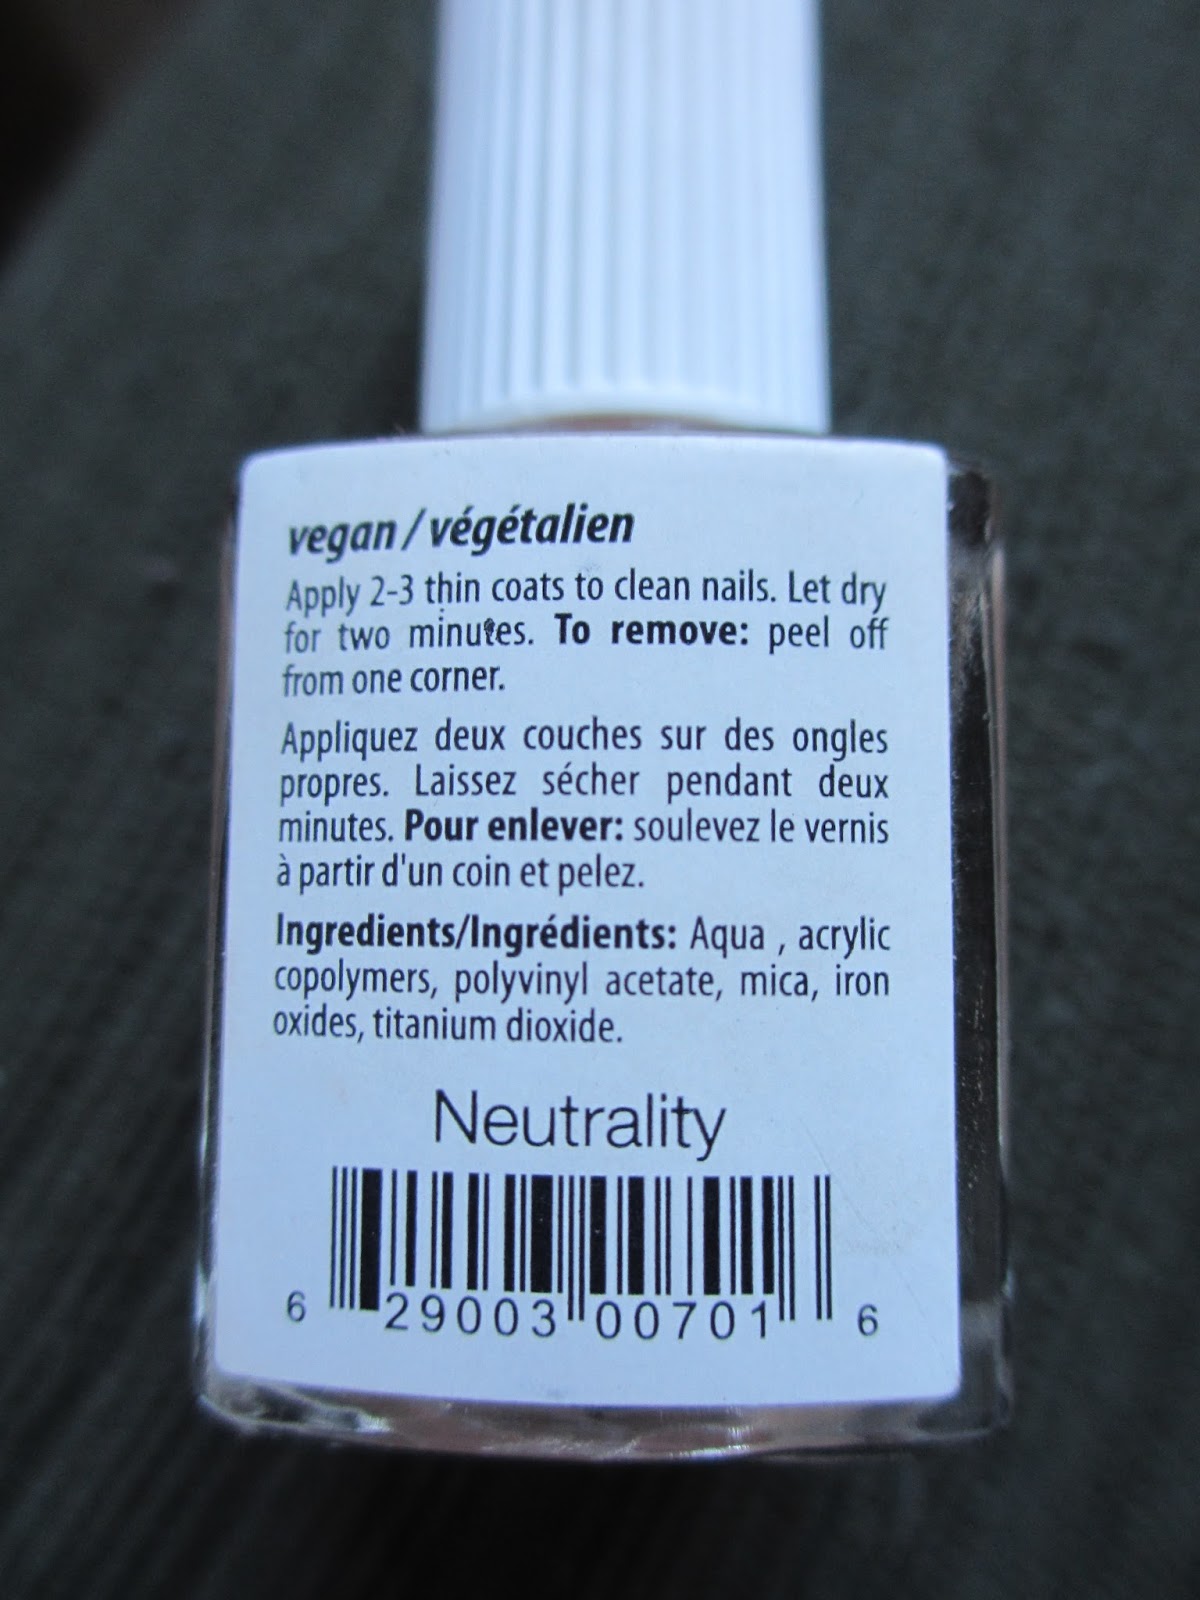 vegan/végétalien
Apply 2-3 thin coats to clean nails. Let dry
for two minutes. To remove: peel off
from one corner.
Appliquez deux couches sur des ongles
propres. Laissez sécher pendant deux
minutes. Pour enlever: soulevez le vernis
à partir d'un coin et pelez.
Ingredients/Ingrédients: Aqua , acrylic
copolymers, polyvinyl acetate, mica, iron
oxides, titanium dioxide.
Neutrality
6 29003 00701 6